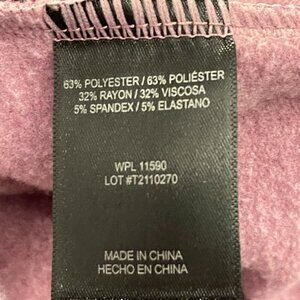 63% POLYESTER / 63% POLIÉSTER
32% RAYON / 32% VISCOSA
5% SPANDEX / 5% ELASTANO
WPL 11590
LOT #T2110270
MADE IN CHINA
HECHO EN CHINA